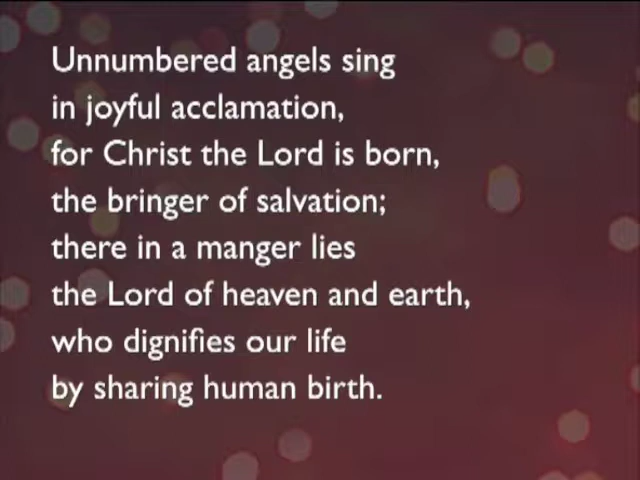 Unnumbered angels sing
in joyful acclamation,
for Christ the Lord is born,
the bringer of salvation;
there in a manger lies
the Lord of heaven and earth,
who dignifies our life
by sharing human birth.